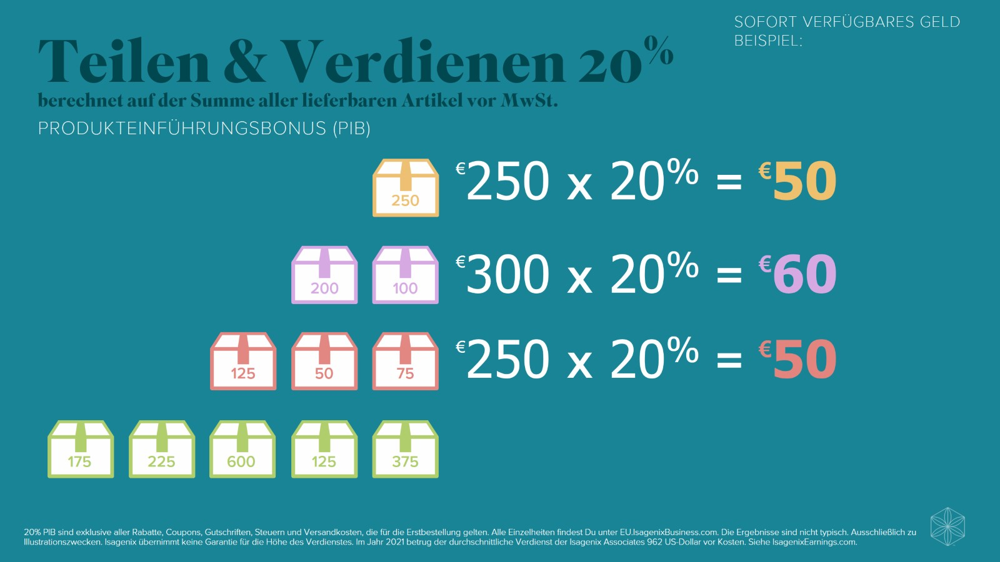 SOFORT VERFÜGBARES GELD
BEISPIEL:
Teilen & Verdienen 20%
berechnet auf der Summe aller lieferbaren Artikel vor MwSt.
PRODUKTEINFÜHRUNGSBONUS (PIB)
250 €250 x 20% = €50
200 100 €300 x 20% = €60
125 50 75 €250 x 20% = €50
175 225 600 125 375
20% PIB sind exklusive aller Rabatte, Coupons, Gutschriften, Steuern und Versandkosten, die für die Erstbestellung gelten. Alle Einzelheiten findest Du unter EU.IsagenixBusiness.com. Die Ergebnisse sind nicht typisch. Ausschließlich zu
Illustrationszwecken. Isagenix übernimmt keine Garantie für die Höhe des Verdienstes. Im Jahr 2021 betrug der durchschnittliche Verdienst der Isagenix Associates 962 US-Dollar vor Kosten. Siehe IsagenixEarnings.com.